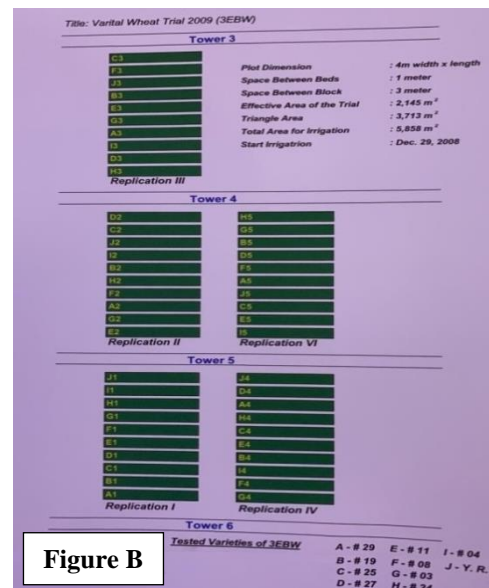 Title: Varital Wheat Trial 2009 (3EBW)
Tower 3
C3
F3
J3
B3
E3
G3
A3
I3
D3
H3
Replication III
Plot Dimension : 4m width x length
Space Between Beds : 1 meter
Space Between Block : 3 meter
Effective Area of the Trial : 2,145 m²
Triangle Area : 3,713 m²
Total Area for Irrigation : 5,858 m²
Start Irrigatrion : Dec. 29, 2008
Tower 4
D2
C2
J2
I2
B2
H2
F2
A2
G2
E2
Replication II
H5
G5
B5
D5
F5
A5
J5
C5
E5
I5
Replication VI
Tower 5
J1
I1
H1
G1
F1
E1
D1
C1
B1
A1
Replication I
J4
D4
A4
H4
C4
E4
B4
I4
F4
G4
Replication IV
Tower 6
Tested Varieties of 3EBW
A - # 29 E - # 11 I - # 04
B - # 19 F - # 08 J - Y. R.
C - # 25 G - # 03
D - # 27 H - # 24
Figure B